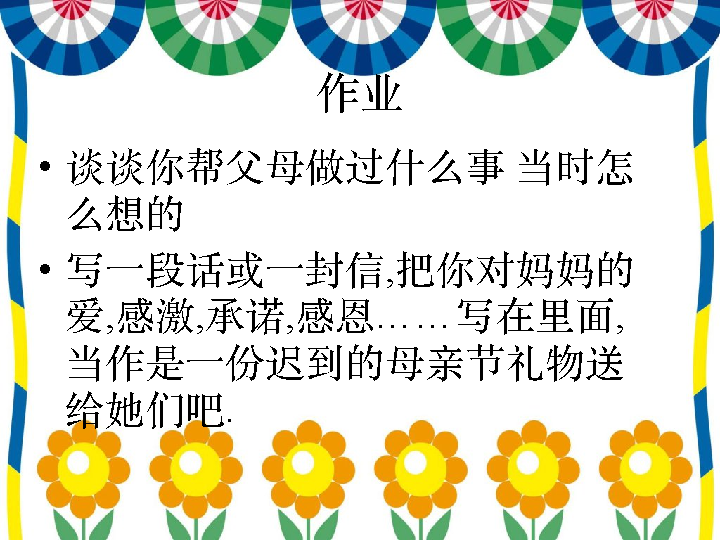 作业
• 谈谈你帮父母做过什么事 当时怎
么想的
• 写一段话或一封信,把你对妈妈的
爱,感激,承诺,感恩……写在里面,
当作是一份迟到的母亲节礼物送
给她们吧.